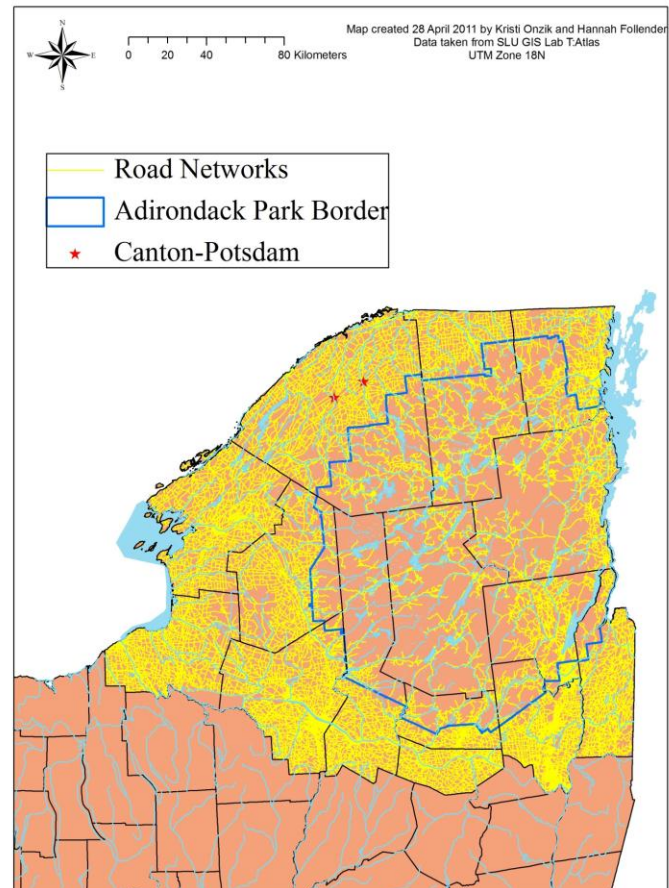 Map created 28 April 2011 by Kristi Onzik and Hannah Follender
Data taken from SLU GIS Lab T:Atlas
UTM Zone 18N
N
W E
S
0 20 40 80 Kilometers
Road Networks
Adirondack Park Border
Canton-Potsdam